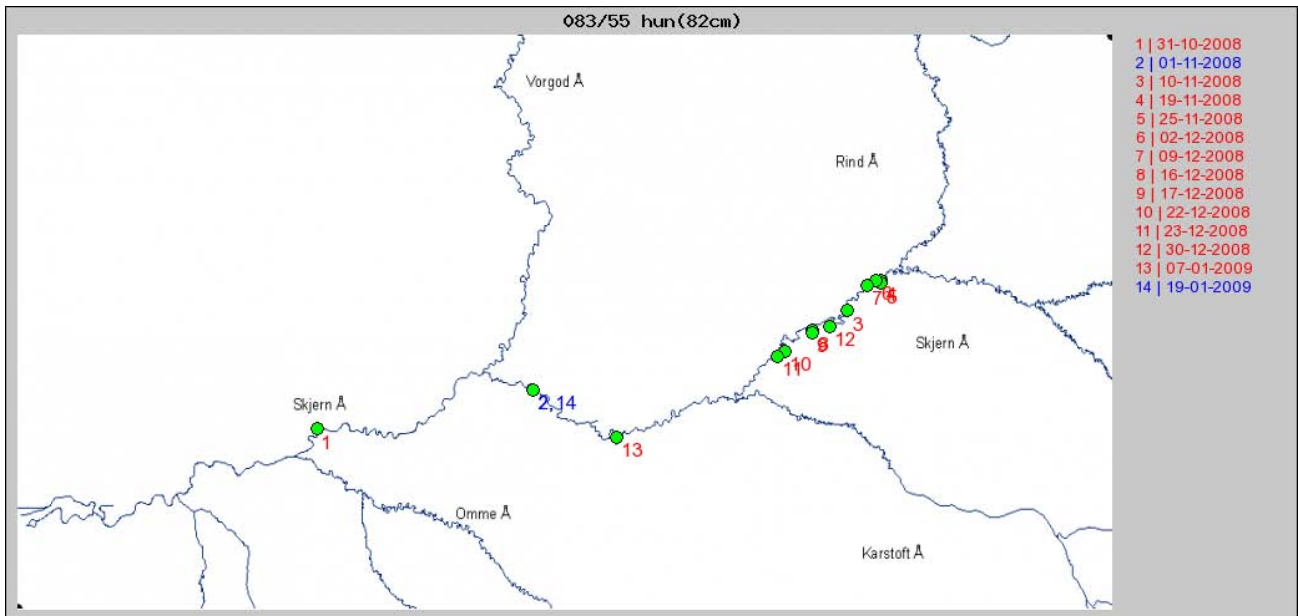 083/55 hun(82cm)
1 | 31-10-2008
2 | 01-11-2008
3 | 10-11-2008
4 | 19-11-2008
5 | 25-11-2008
6 | 02-12-2008
7 | 09-12-2008
8 | 16-12-2008
9 | 17-12-2008
10 | 22-12-2008
11 | 23-12-2008
12 | 30-12-2008
13 | 07-01-2009
14 | 19-01-2009
Vorgod Å
Rind Å
7
3
12
Skjern Å
10
11
2,14
Skjern Å
1
13
Omme Å
Karstoft Å